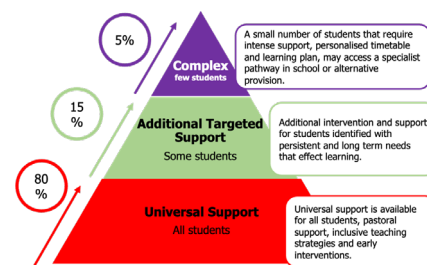 5%
Complex
few students
A small number of students that require
intense support, personalised timetable
and learning plan, may access a specialist
pathway in school or alternative
provision.
15
%
Additional Targeted
Support
Some students
Additional intervention and support
for students identified with
persistent and long term needs
that effect learning.
80
%
Universal Support
All students
Universal support is available
for all students, pastoral
support, inclusive teaching
strategies and early
interventions.